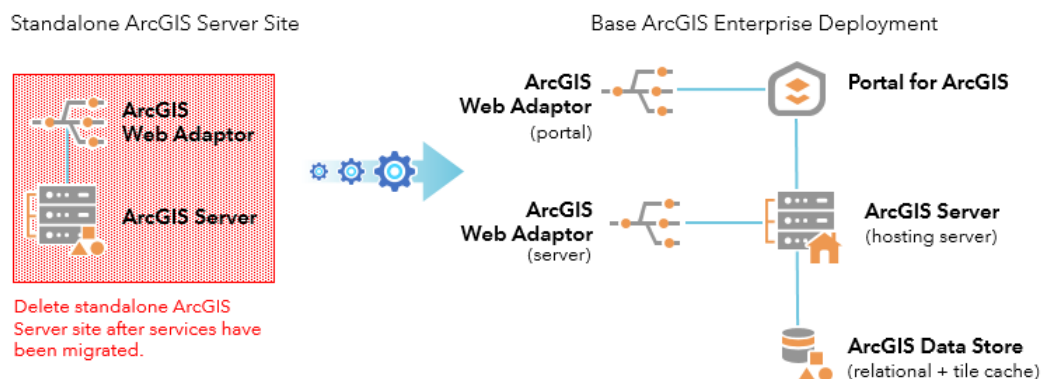 Standalone ArcGIS Server Site
Base ArcGIS Enterprise Deployment
ArcGIS
Web Adaptor
ArcGIS Server
Delete standalone ArcGIS
Server site after services have
been migrated.
ArcGIS
Web Adaptor
(portal)
Portal for ArcGIS
ArcGIS
Web Adaptor
(server)
ArcGIS Server
(hosting server)
ArcGIS Data Store
(relational + tile cache)